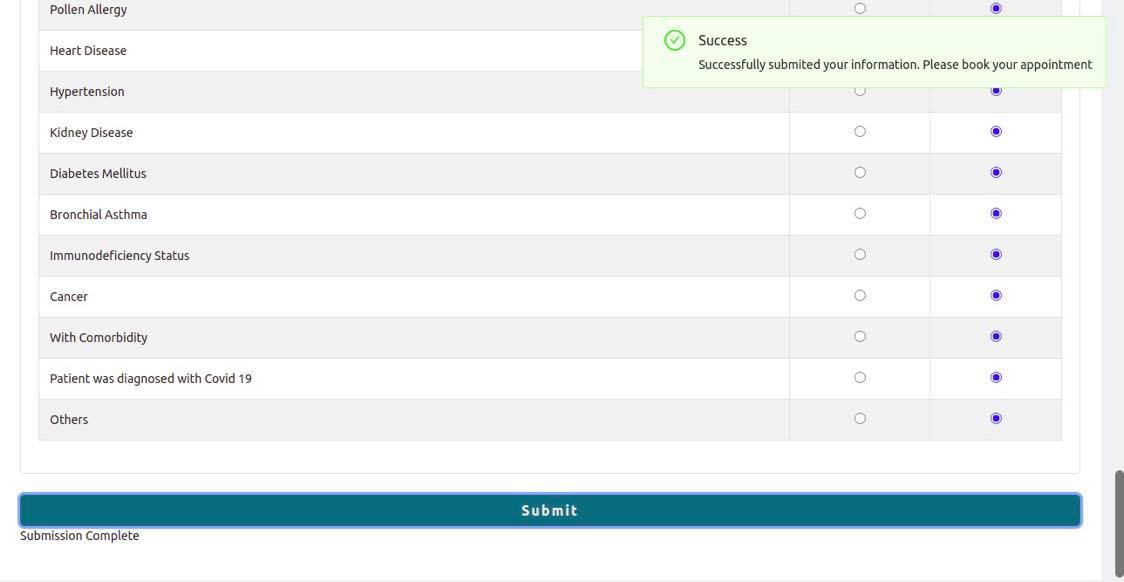 Pollen Allergy
Success
Heart Disease
Successfully submited your information. Please book your appointment
Hypertension
Kidney Disease
Diabetes Mellitus
Bronchial Asthma
Immunodeficiency Status
Cancer
With Comorbidity
Patient was diagnosed with Covid 19
Others
Submit
Submission Complete